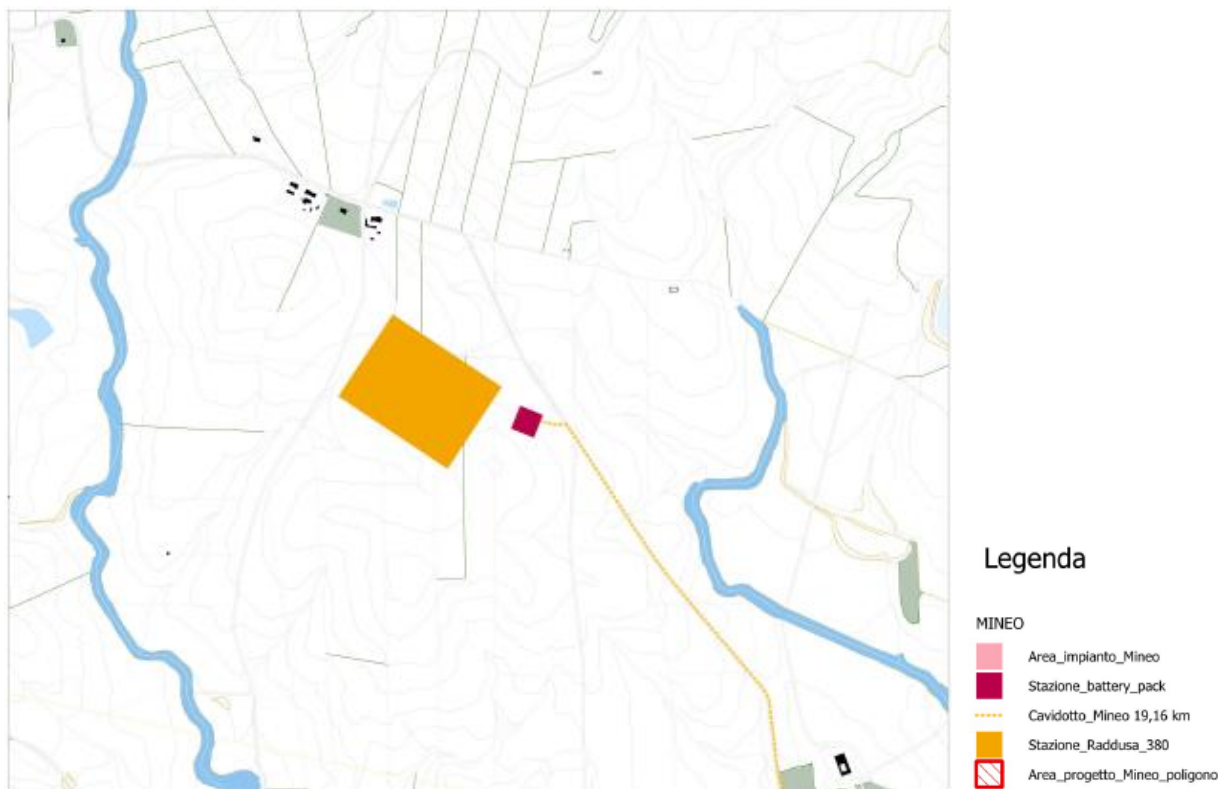 Legenda
MINEO
Area_impianto_Mineo
Stazione_battery_pack
Cavidotto_Mineo 19,16 km
Stazione_Raddusa_380
Area_progetto_Mineo_poligono